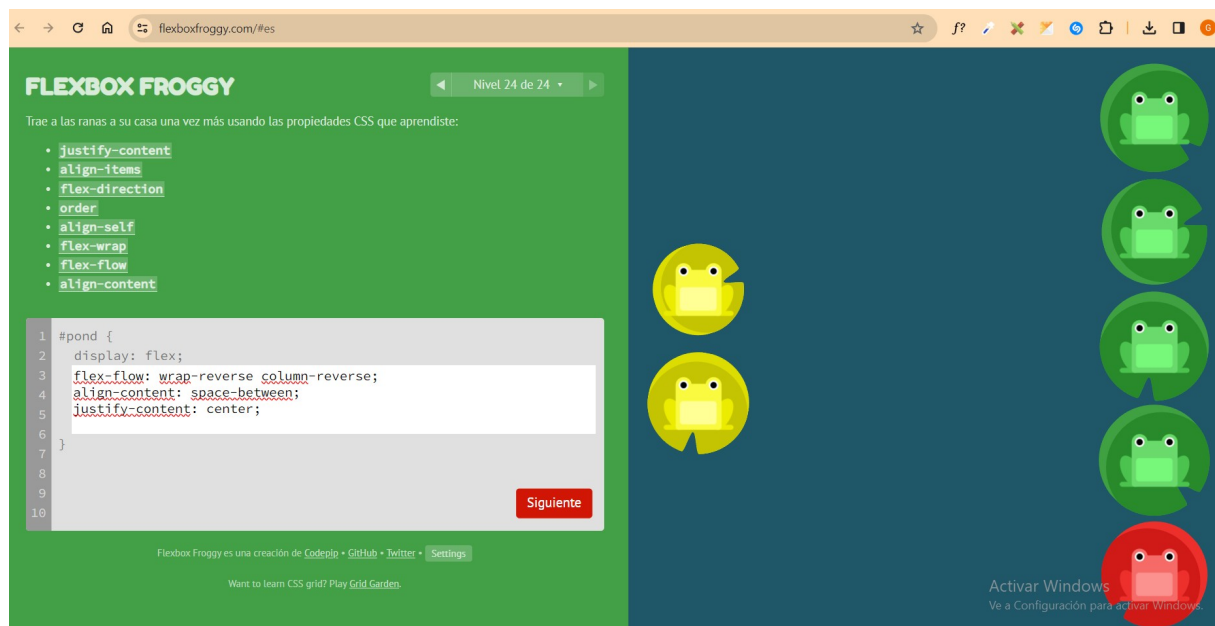 flexboxfroggy.com/#es
f?
G
FLEXBOX FROGGY
Nivel 24 de 24
Trae a las ranas a su casa una vez más usando las propiedades CSS que aprendiste:
justify-content
align-items
flex-direction
order
align-self
flex-wrap
flex-flow
align-content
1 #pond {
2 display: flex;
3 flex-flow: wrap-reverse column-reverse;
4 align-content: space-between;
5 justify-content: center;
6
7 }
8
9
10
Siguiente
Flexbox Froggy es una creación de Codepip • GitHub • Twitter • Settings
Want to learn CSS grid? Play Grid Garden.
Activar Windows
Ve a Configuración para activar Windows.